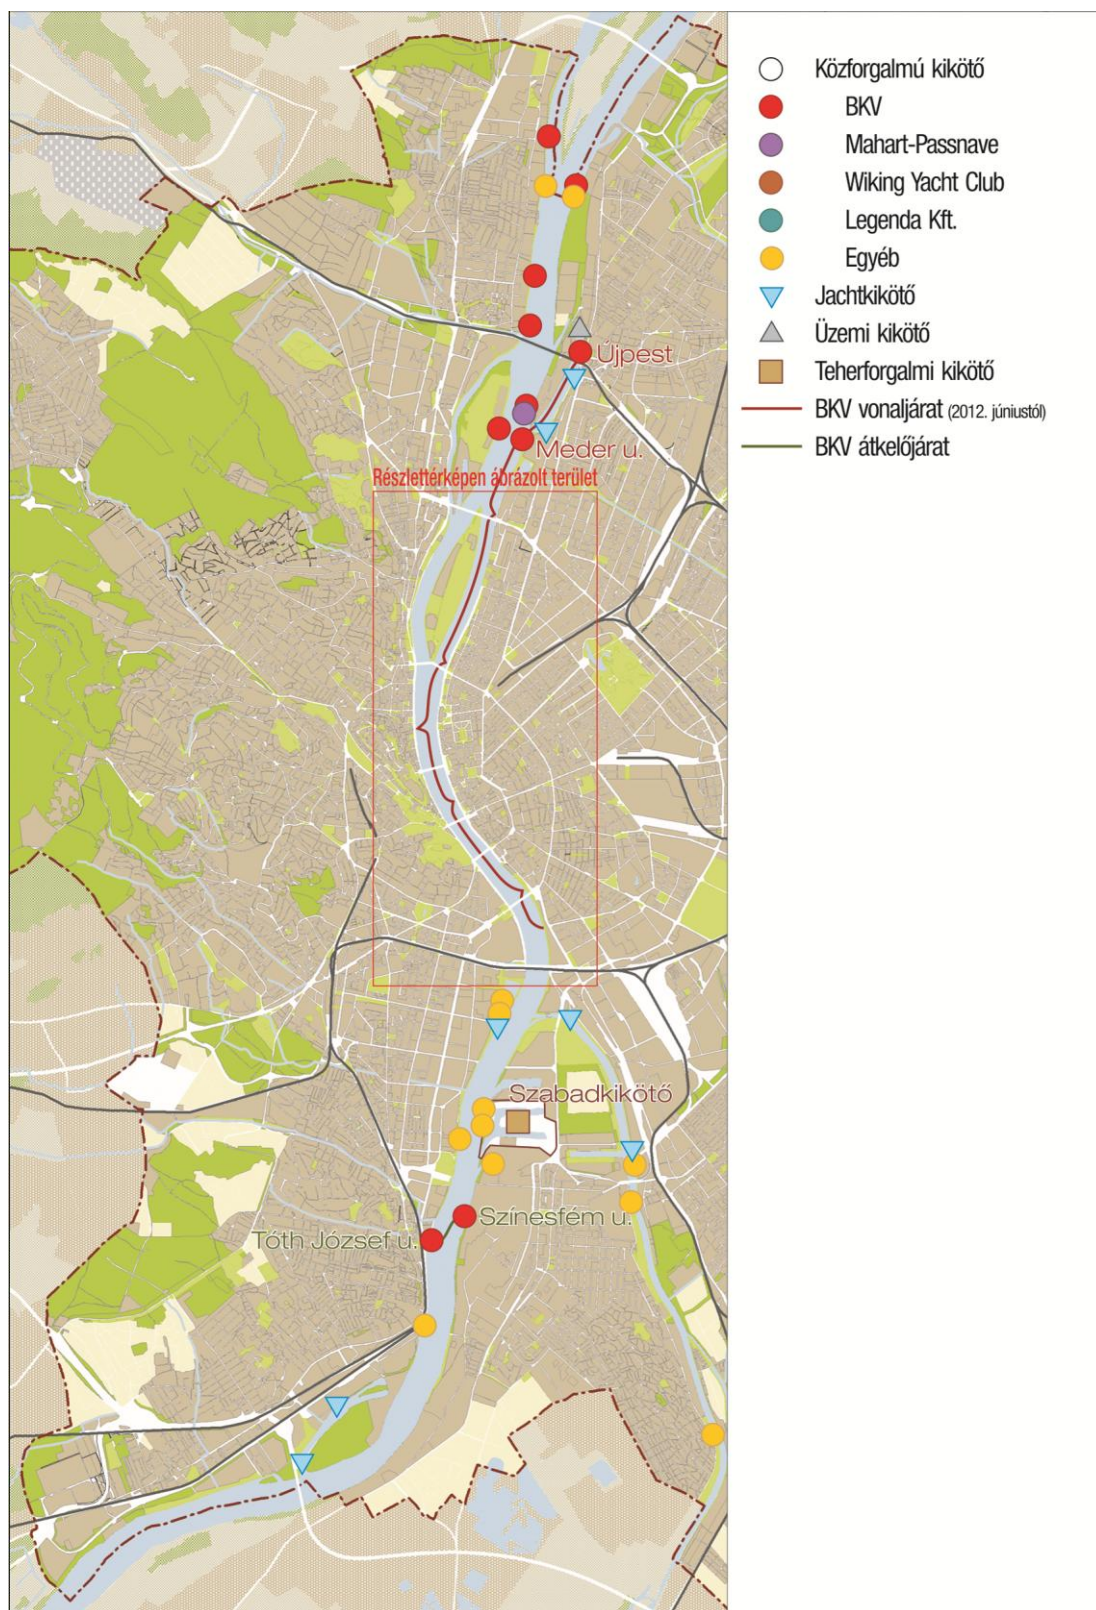 Közforgalmú kikötő
BKV
Mahart-Passnave
Wiking Yacht Club
Legenda Kft.
Egyéb
Jachtkikötő
Üzemi kikötő
Teherforgalmi kikötő
BKV vonaljárat (2012. júniustól)
BKV átkelőjárat
Újpest
Meder u.
Részlettérképen ábrázolt terület
Szabadkikötő
Színesfém u.
Tóth József u.